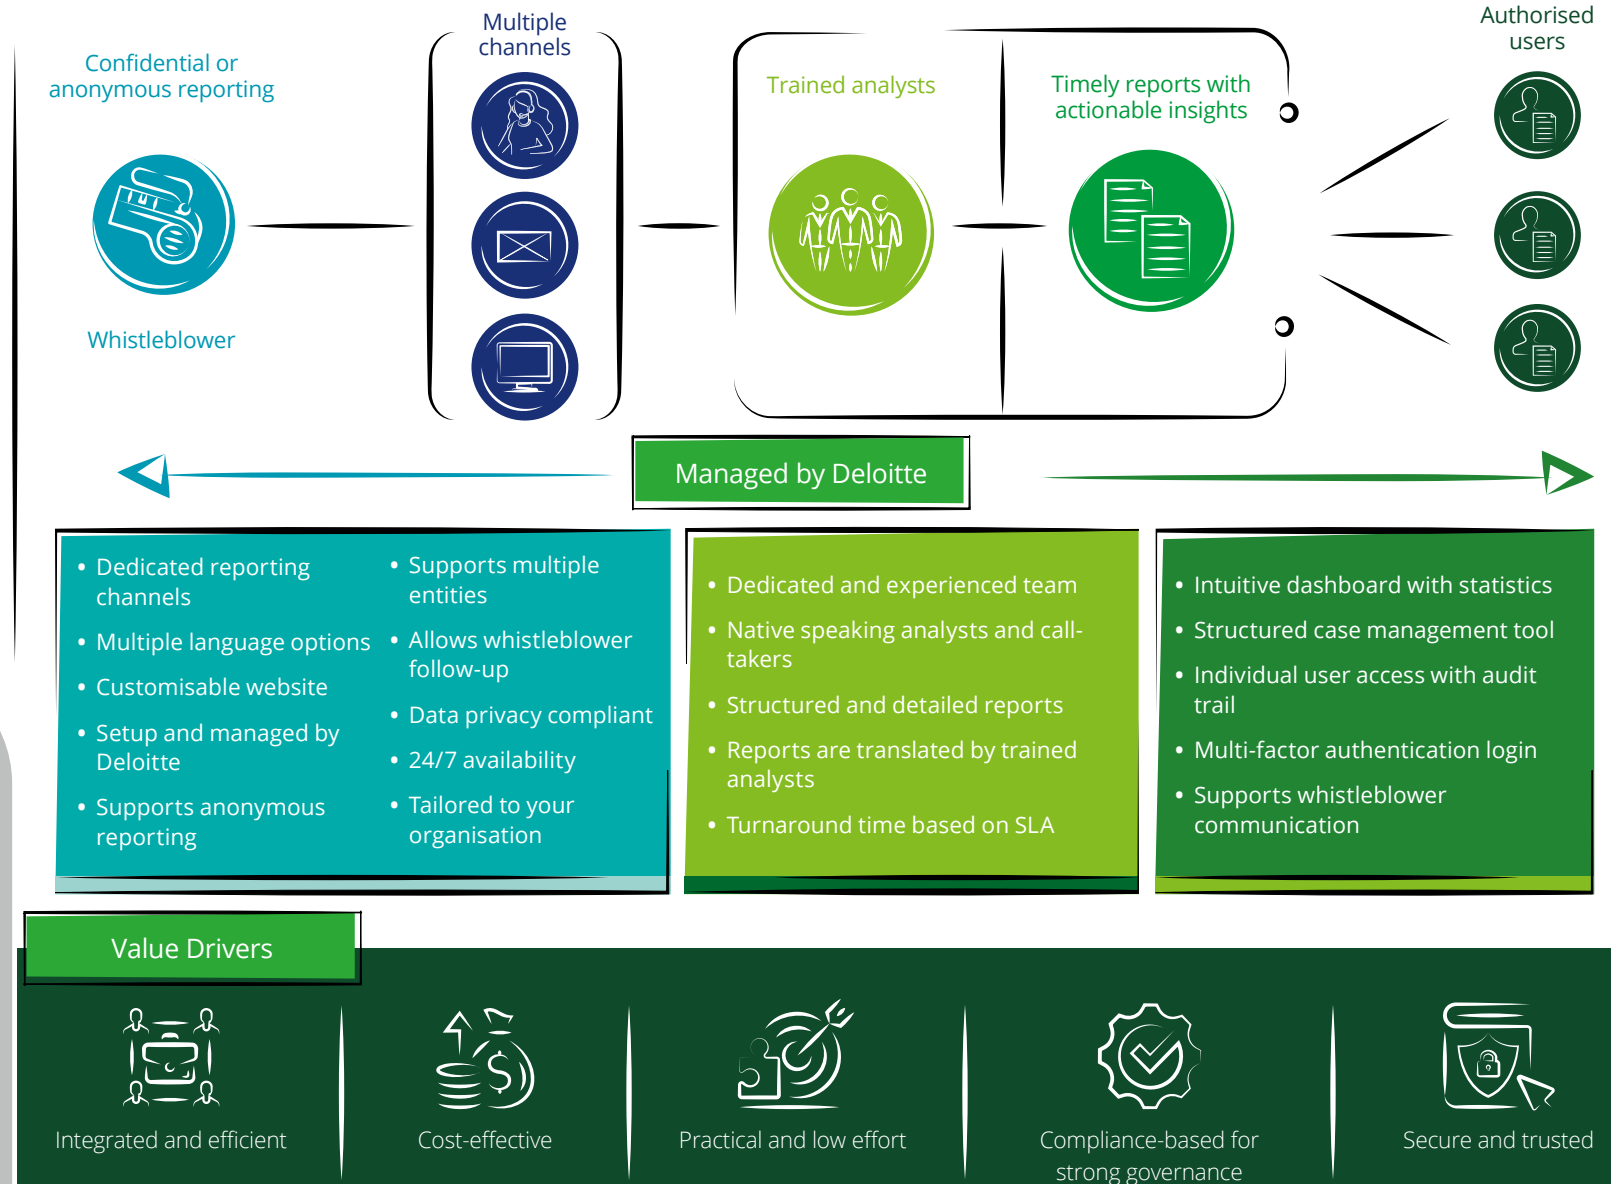 Confidential or
anonymous reporting
Whistleblower
Multiple
channels
Trained analysts
Timely reports with
actionable insights
Authorised
users
Managed by Deloitte
• Dedicated reporting
channels
• Multiple language options
• Customisable website
• Setup and managed by
Deloitte
• Supports anonymous
reporting
• Supports multiple
entities
• Allows whistleblower
follow-up
• Data privacy compliant
• 24/7 availability
• Tailored to your
organisation
• Dedicated and experienced team
• Native speaking analysts and call-
takers
• Structured and detailed reports
• Reports are translated by trained
analysts
• Turnaround time based on SLA
• Intuitive dashboard with statistics
• Structured case management tool
• Individual user access with audit
trail
• Multi-factor authentication login
• Supports whistleblower
communication
Value Drivers
Integrated and efficient
Cost-effective
Practical and low effort
Compliance-based for
strong governance
Secure and trusted